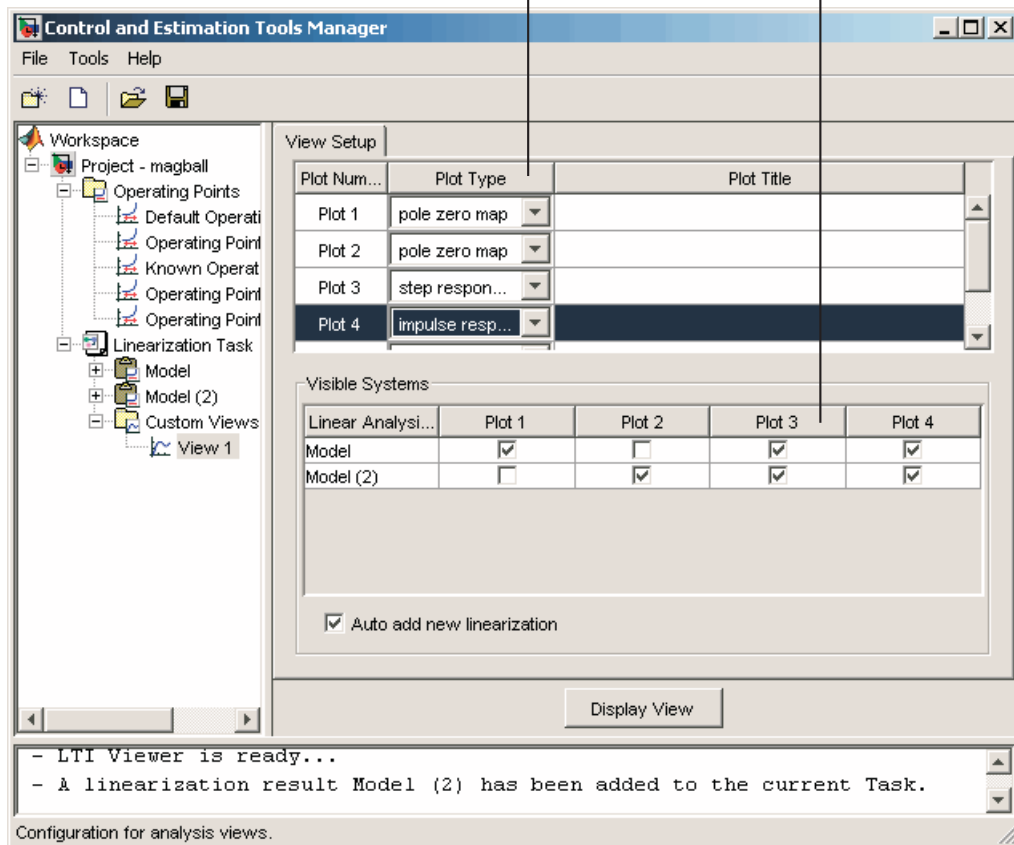 Control and Estimation Tools Manager
File Tools Help
Workspace
Project - magball
Operating Points
Default Operati
Operating Point
Known Operat
Operating Point
Operating Point
Linearization Task
Model
Model (2)
Custom Views
View 1
View Setup
Plot Num... Plot Type Plot Title
Plot 1 pole zero map
Plot 2 pole zero map
Plot 3 step respon...
Plot 4 impulse resp...
Visible Systems
Linear Analysi... Plot 1 Plot 2 Plot 3 Plot 4
Model
Model (2)
Auto add new linearization
Display View
- LTI Viewer is ready...
- A linearization result Model (2) has been added to the current Task.
Configuration for analysis views.